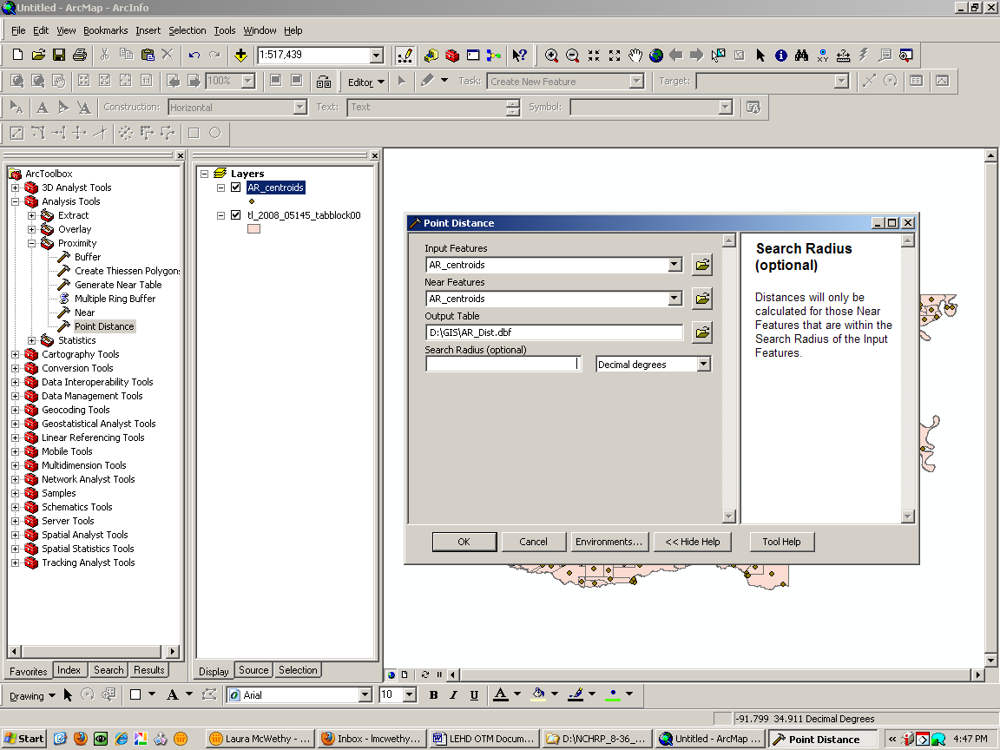 Untitled - ArcMap - ArcInfo
File Edit View Bookmarks Insert Selection Tools Window Help
1:517,439
100% Editor Task: Create New Feature Target:
Construction: Horizontal Text: Text Symbol:
ArcToolbox
3D Analyst Tools
Analysis Tools
Extract
Overlay
Proximity
Buffer
Create Thiessen Polygons
Generate Near Table
Multiple Ring Buffer
Near
Point Distance
Statistics
Cartography Tools
Conversion Tools
Data Interoperability Tools
Data Management Tools
Geocoding Tools
Geostatistical Analyst Tools
Linear Referencing Tools
Mobile Tools
Multidimension Tools
Network Analyst Tools
Samples
Schematics Tools
Server Tools
Spatial Analyst Tools
Spatial Statistics Tools
Tracking Analyst Tools
Favorites Index Search Results
Layers
AR_centroids
tl_2008_05145_tabblock00
Display Source Selection
Point Distance
Input Features
AR_centroids
Near Features
AR_centroids
Output Table
D:\GIS\AR_Dist.dbf
Search Radius (optional)
Decimal degrees
OK Cancel Environments... << Hide Help Tool Help
Search Radius
(optional)
Distances will only be
calculated for those Near
Features that are within the
Search Radius of the Input
Features.
Drawing A Arial 10 B I U A
-91.799 34.911 Decimal Degrees
Start Laura McWethy - ... Inbox - lmcwethy-... LEHD OTM Docum... D:\NCHRP_8-36_... Untitled - ArcMap ... Point Distance « 4:47 PM